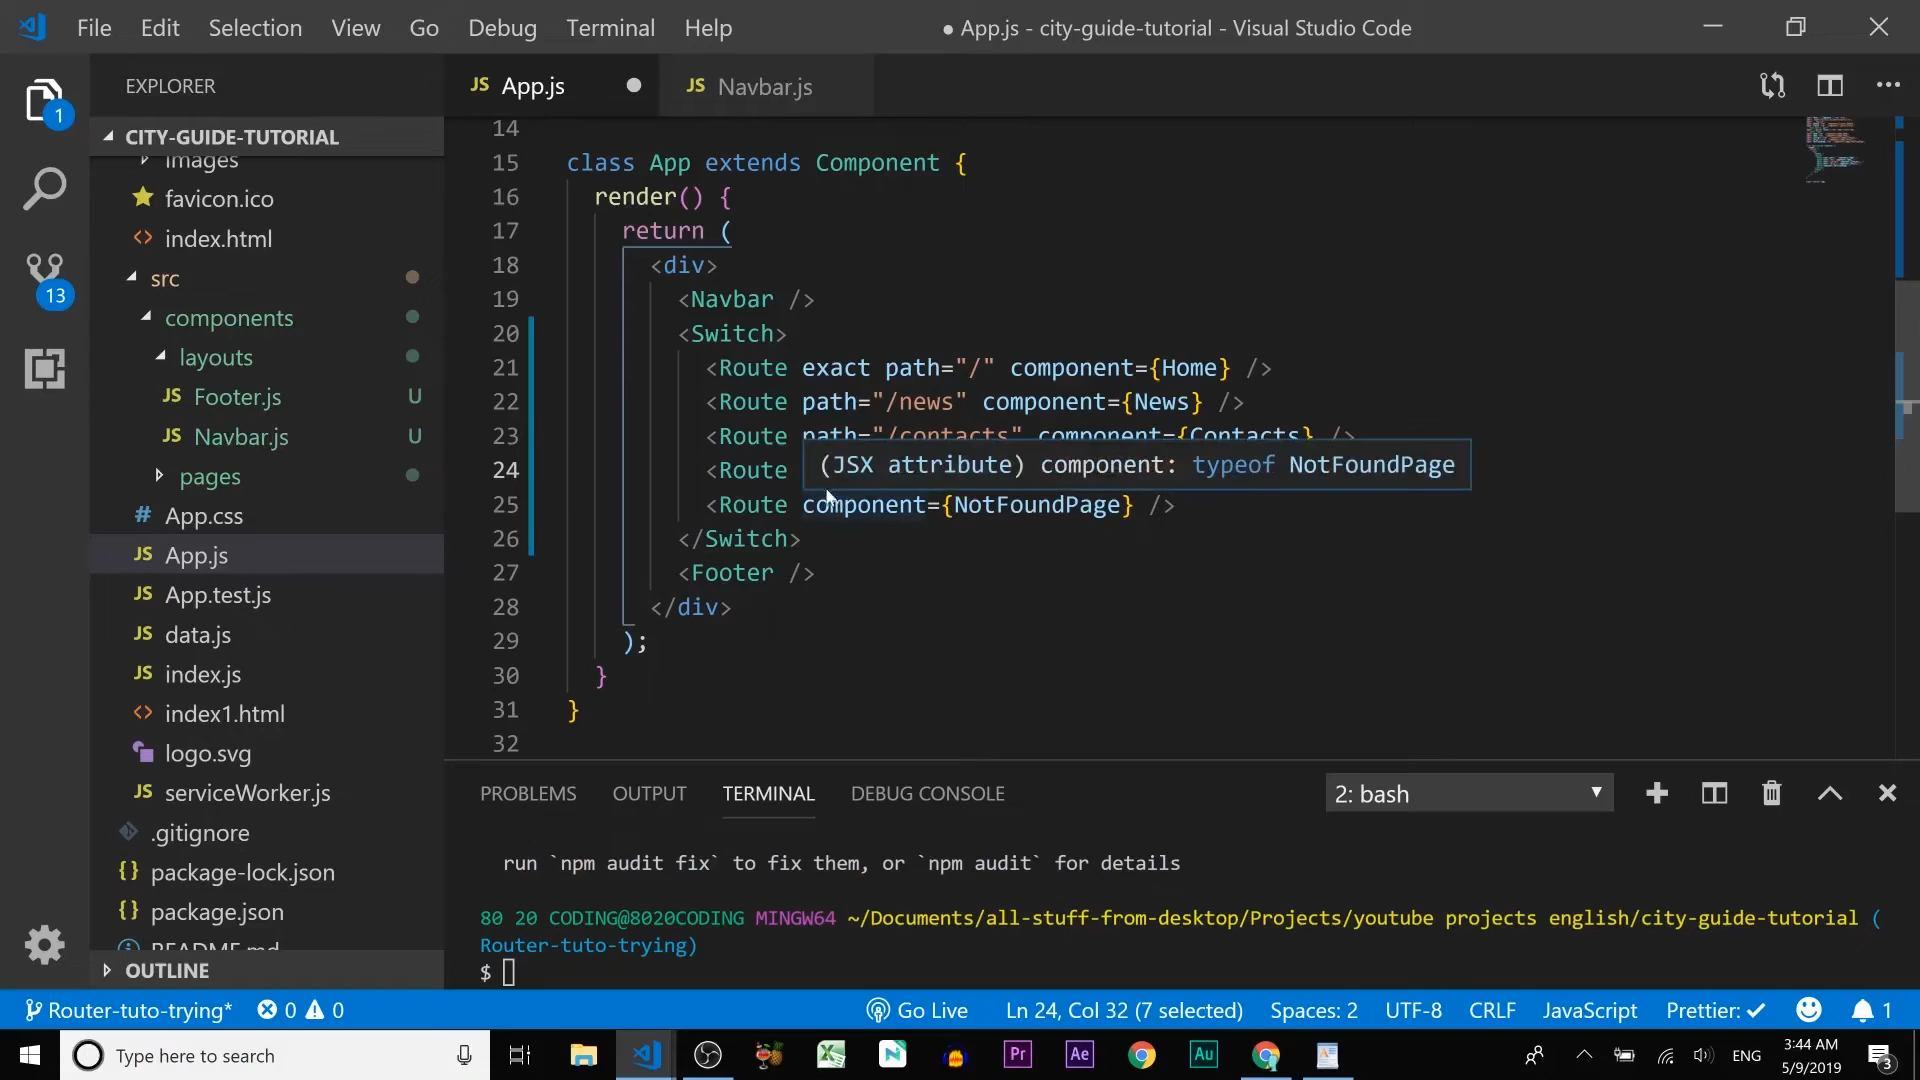 File Edit Selection View Go Debug Terminal Help
● App.js - city-guide-tutorial - Visual Studio Code
EXPLORER
JS App.js
JS Navbar.js
1
CITY-GUIDE-TUTORIAL
images
favicon.ico
<> index.html
src
13
components
layouts
JS Footer.js U
JS Navbar.js U
pages
# App.css
JS App.js
JS App.test.js
JS data.js
JS index.js
<> index1.html
logo.svg
JS serviceWorker.js
.gitignore
{} package-lock.json
{} package.json
README.md
OUTLINE
14
15 class App extends Component {
16 render() {
17 return (
18 <div>
19 <Navbar />
20 <Switch>
21 <Route exact path="/" component={Home} />
22 <Route path="/news" component={News} />
23 <Route path="/contacts" component={Contacts} />
24 <Route
(JSX attribute) component: typeof NotFoundPage
25 <Route component={NotFoundPage} />
26 </Switch>
27 <Footer />
28 </div>
29 );
30 }
31 }
32
PROBLEMS OUTPUT TERMINAL DEBUG CONSOLE
2: bash
run `npm audit fix` to fix them, or `npm audit` for details
80 20 CODING@8020CODING MINGW64 ~/Documents/all-stuff-from-desktop/Projects/youtube projects english/city-guide-tutorial (
Router-tuto-trying)
$
Router-tuto-trying* 0 0
Go Live Ln 24, Col 32 (7 selected) Spaces: 2 UTF-8 CRLF JavaScript Prettier: ✓ 1
Type here to search
Pr Ae Au
ENG
3:44 AM
5/9/2019
3